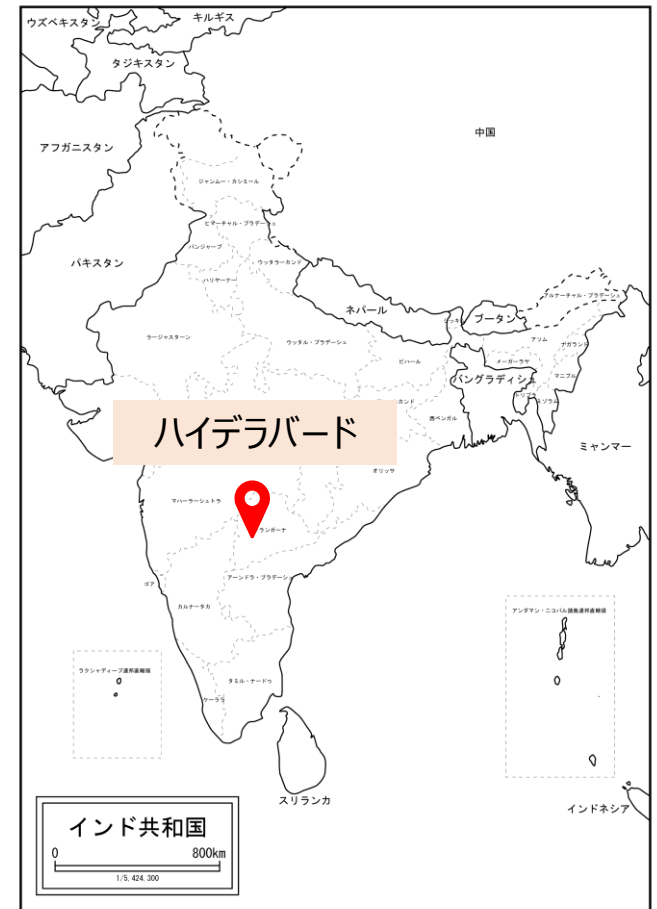 ウズベキスタン
キルギス
タジキスタン
中国
アフガニスタン
ジャンムー・カシミール
ヒマーチャル・プラデーシュ
パンジャーブ
パキスタン
ウッタラーカンド
ハリヤーナー
アルナーチャル・プラデーシュ
ネパール
ブータン
ラージャスターン
ウッタル・プラデーシュ
アソム
ナガランド
ビハール
メーガーラヤ
マニプル
バングラディシュ
カンド
トリプラ
ミゾラム
西ベンガル
ハイデラバード
ミャンマー
オリッサ
マハーラーシュトラ
ランガーナ
ゴア
アーンドラ・プラデーシュ
カルナータカ
アンダマン・ニコバル諸島連邦直轄領
ラクシャディープ連邦直轄領
タミル・ナードゥ
ケーララ
スリランカ
インドネシア
インド共和国
0 800km
1/5,424,300